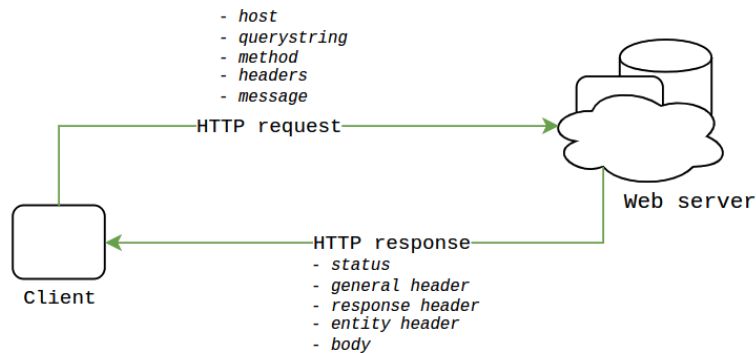 - host
- querystring
- method
- headers
- message
HTTP request
Web server
HTTP response
- status
- general header
- response header
- entity header
- body
Client